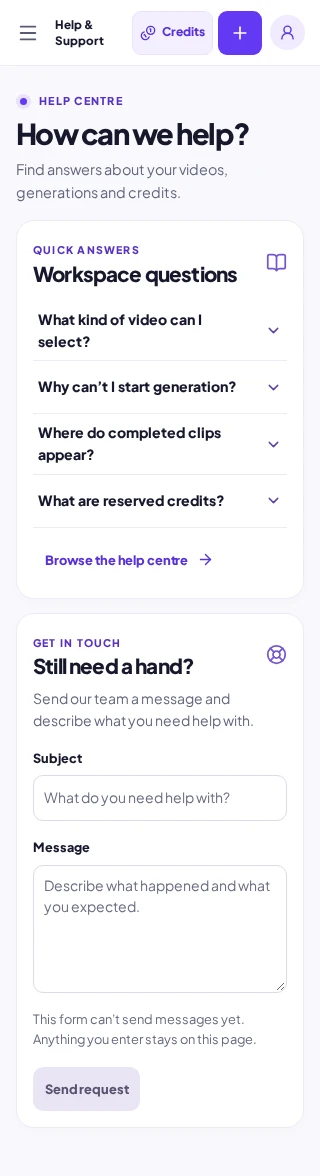 Help &
Support
Credits
HELP CENTRE
How can we help?
Find answers about your videos,
generations and credits.
QUICK ANSWERS
Workspace questions
What kind of video can I
select?
Why can’t I start generation?
Where do completed clips
appear?
What are reserved credits?
Browse the help centre
GET IN TOUCH
Still need a hand?
Send our team a message and
describe what you need help with.
Subject
What do you need help with?
Message
Describe what happened and what
you expected.
This form can't send messages yet.
Anything you enter stays on this page.
Send request